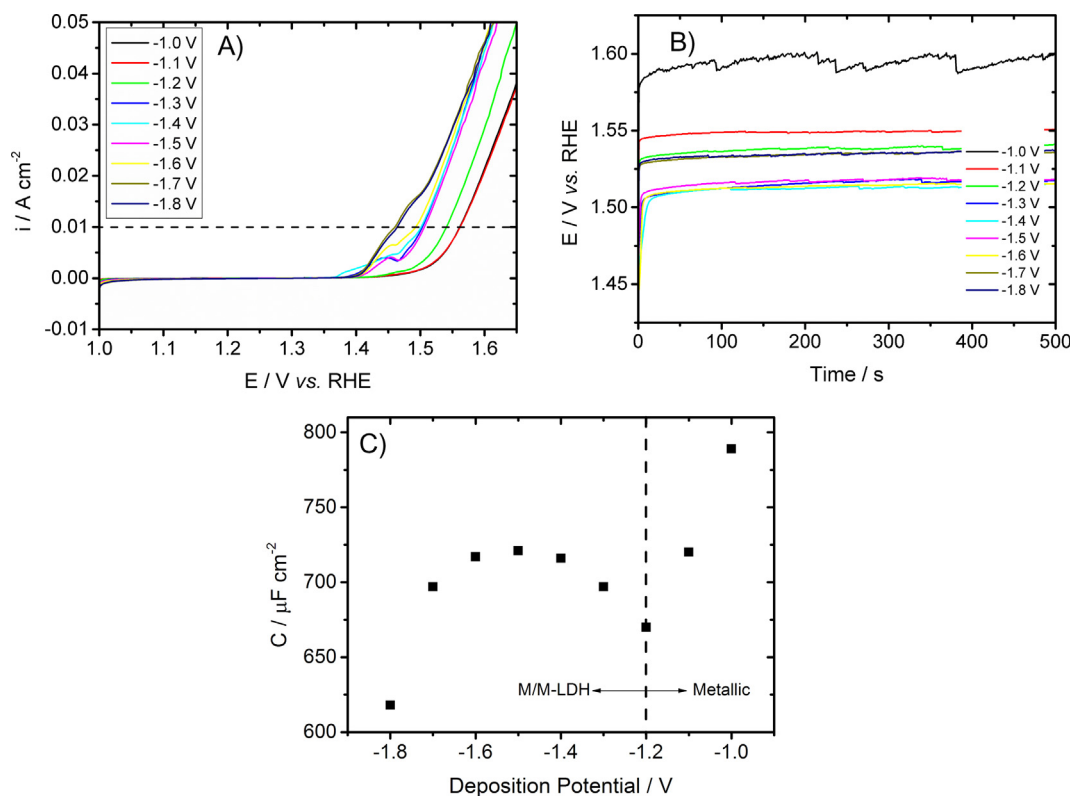 A)
0.05
0.04
0.03
0.02
0.01
0.00
-0.01
i / A cm⁻²
-1.0 V
-1.1 V
-1.2 V
-1.3 V
-1.4 V
-1.5 V
-1.6 V
-1.7 V
-1.8 V
1.0 1.1 1.2 1.3 1.4 1.5 1.6
E / V vs. RHE
B)
1.60
1.55
1.50
1.45
E / V vs. RHE
-1.0 V
-1.1 V
-1.2 V
-1.3 V
-1.4 V
-1.5 V
-1.6 V
-1.7 V
-1.8 V
0 100 200 300 400 500
Time / s
C)
800
750
700
650
600
C / μF cm⁻²
M/M-LDH Metallic
-1.8 -1.6 -1.4 -1.2 -1.0
Deposition Potential / V